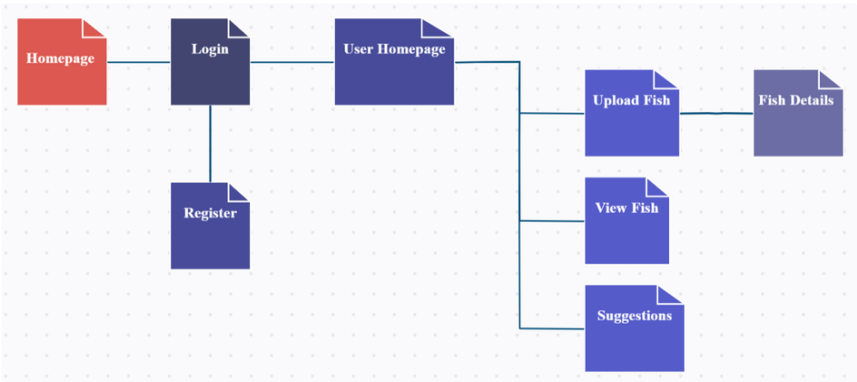 Homepage
Login
User Homepage
Upload Fish
Fish Details
Register
View Fish
Suggestions